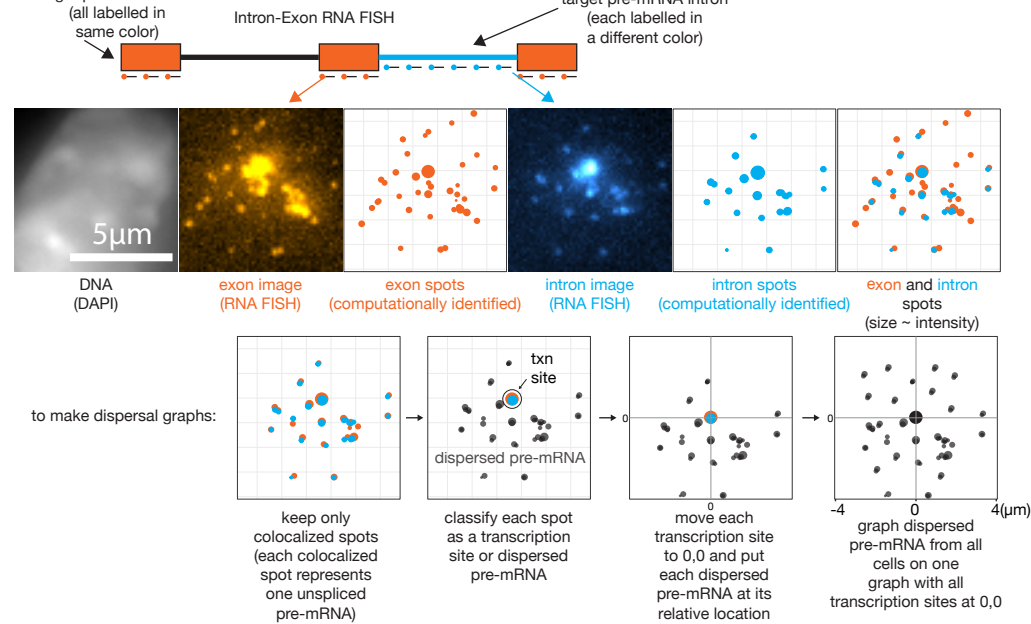 (all labelled in
same color)
Intron-Exon RNA FISH
target pre-mRNA intron
(each labelled in
a different color)
5μm
DNA
(DAPI)
exon image
(RNA FISH)
exon spots
(computationally identified)
intron image
(RNA FISH)
intron spots
(computationally identified)
exon and intron
spots
(size ~ intensity)
to make dispersal graphs:
txn
site
dispersed pre-mRNA
0
0
0
0
-4
4(μm)
keep only
colocalized spots
(each colocalized
spot represents
one unspliced
pre-mRNA)
classify each spot
as a transcription
site or dispersed
pre-mRNA
move each
transcription site
to 0,0 and put
each dispersed
pre-mRNA at its
relative location
graph dispersed
pre-mRNA from all
cells on one
graph with all
transcription sites at 0,0